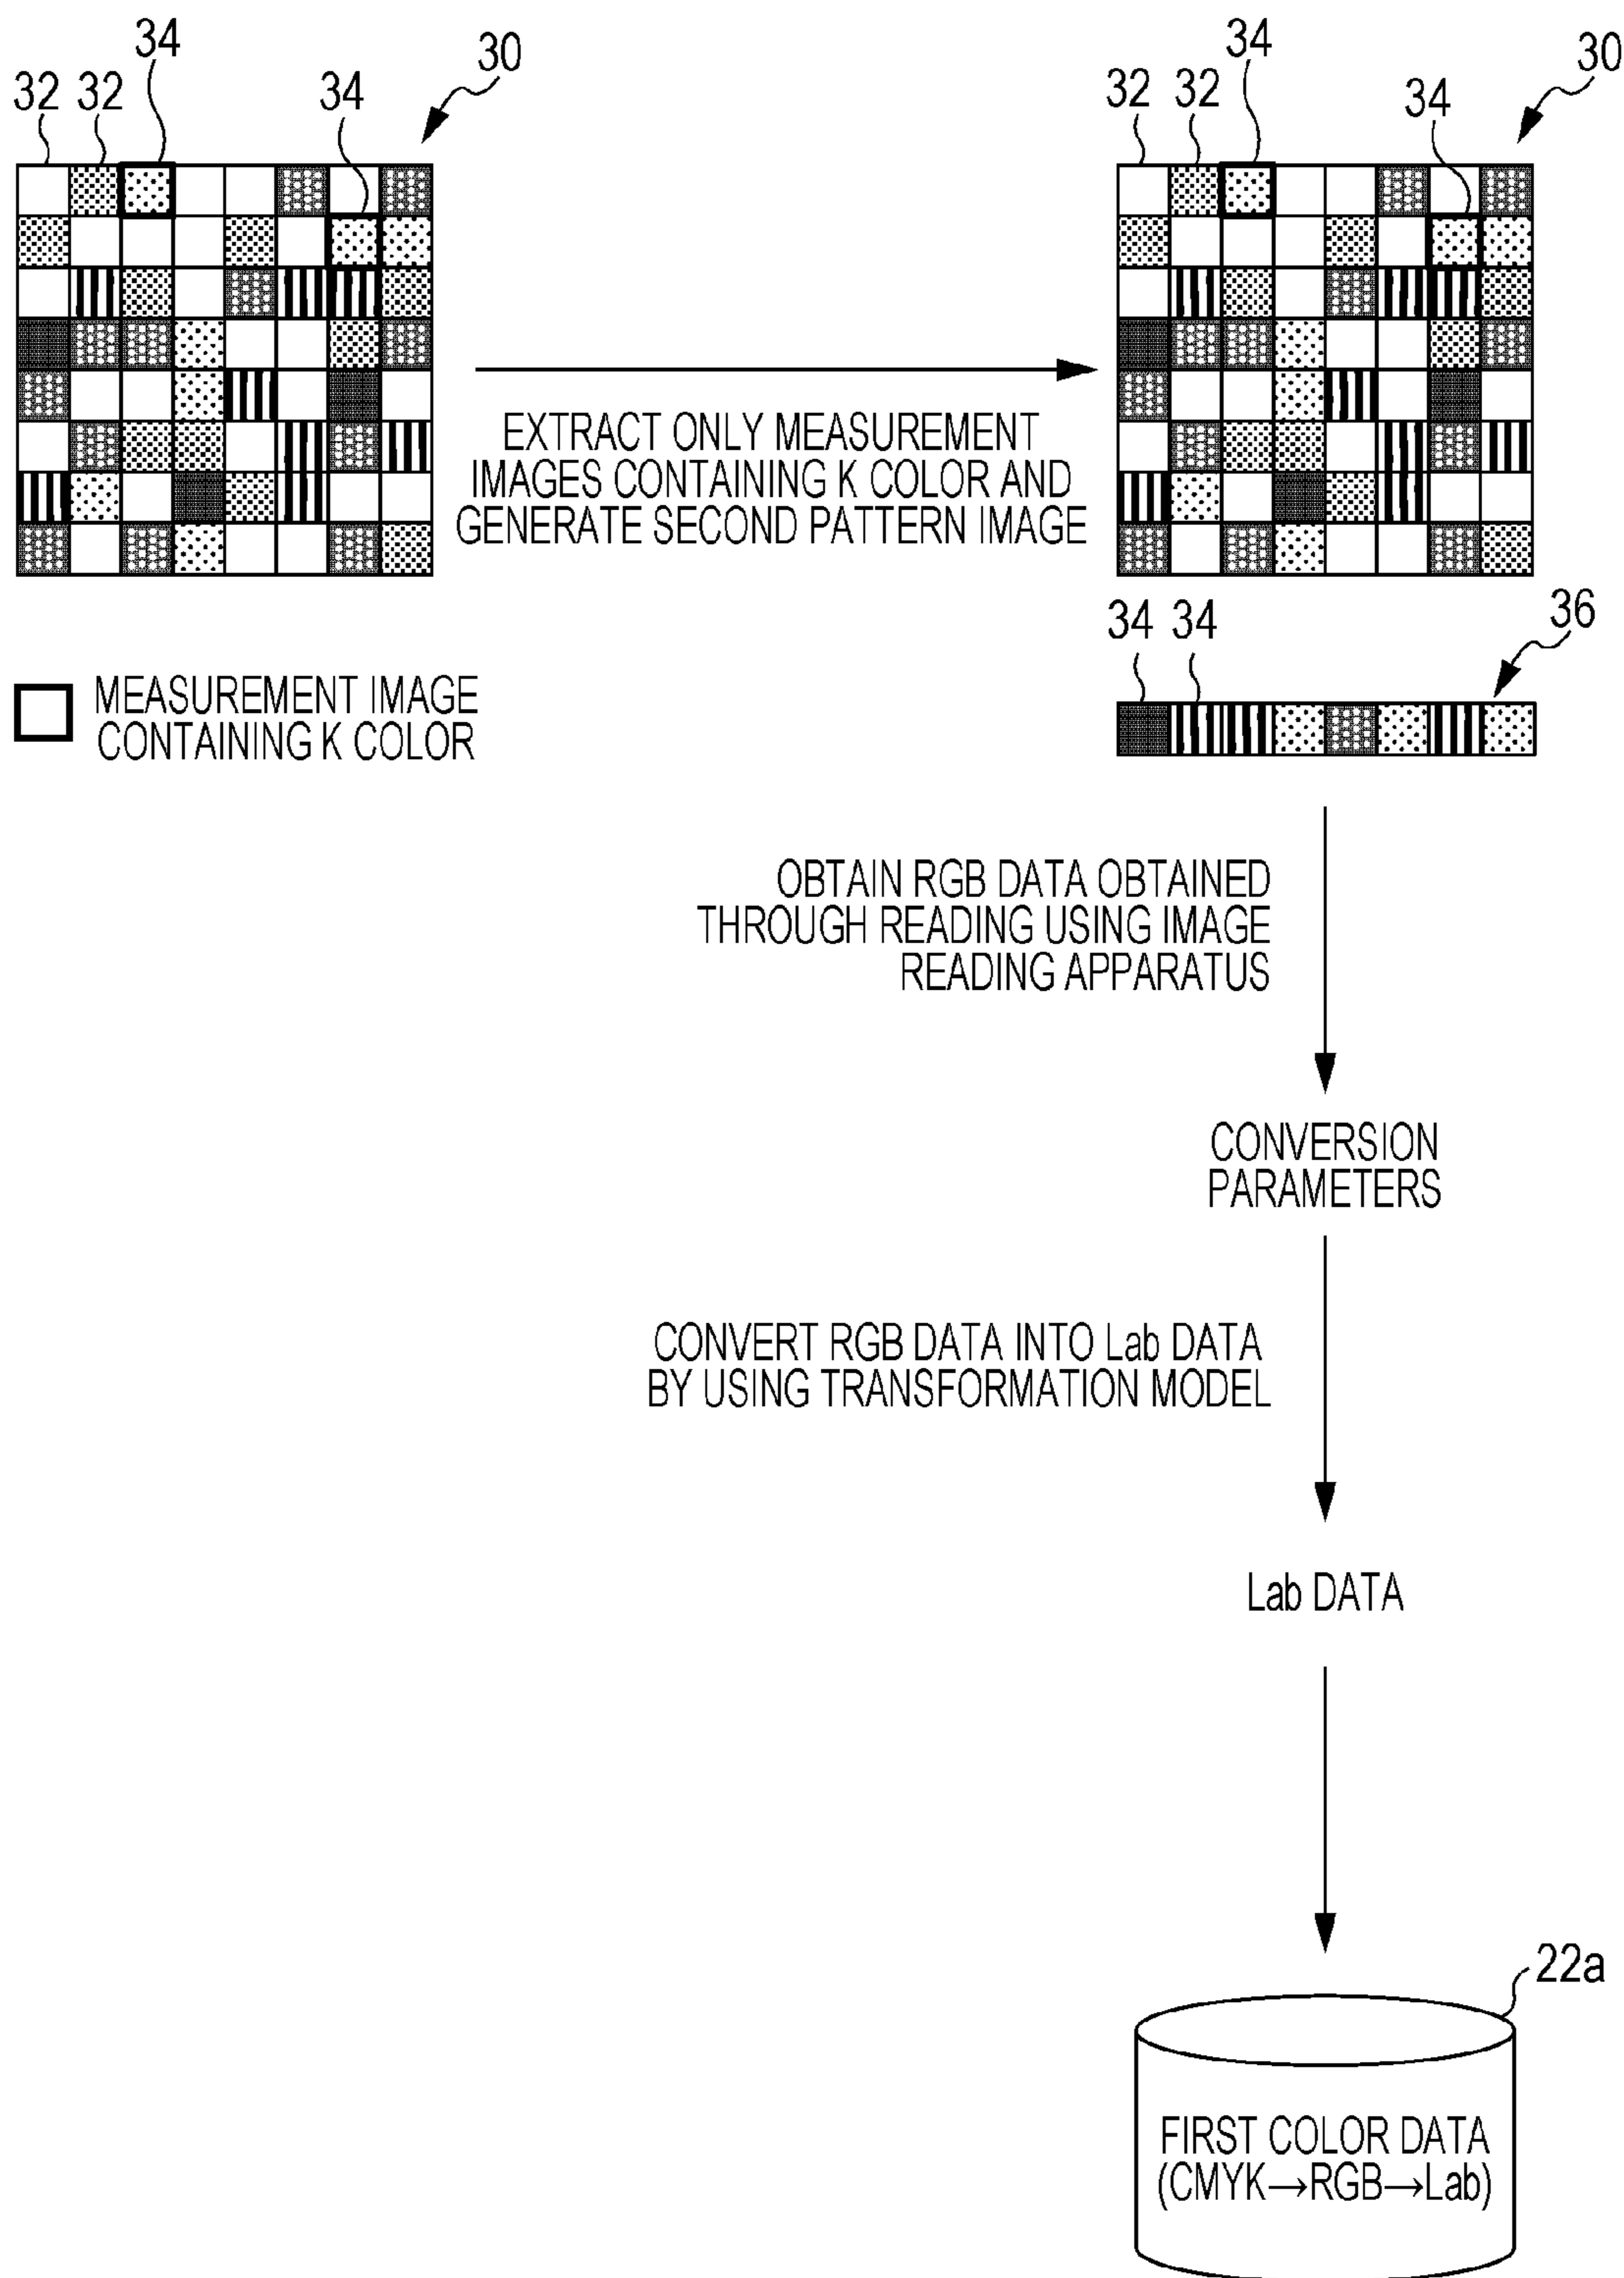 34
30
32 32
34
34
30
32 32
34
EXTRACT ONLY MEASUREMENT
IMAGES CONTAINING K COLOR AND
GENERATE SECOND PATTERN IMAGE
34 34
36
MEASUREMENT IMAGE
CONTAINING K COLOR
OBTAIN RGB DATA OBTAINED
THROUGH READING USING IMAGE
READING APPARATUS
CONVERSION
PARAMETERS
CONVERT RGB DATA INTO Lab DATA
BY USING TRANSFORMATION MODEL
Lab DATA
22a
FIRST COLOR DATA
(CMYK→RGB→Lab)